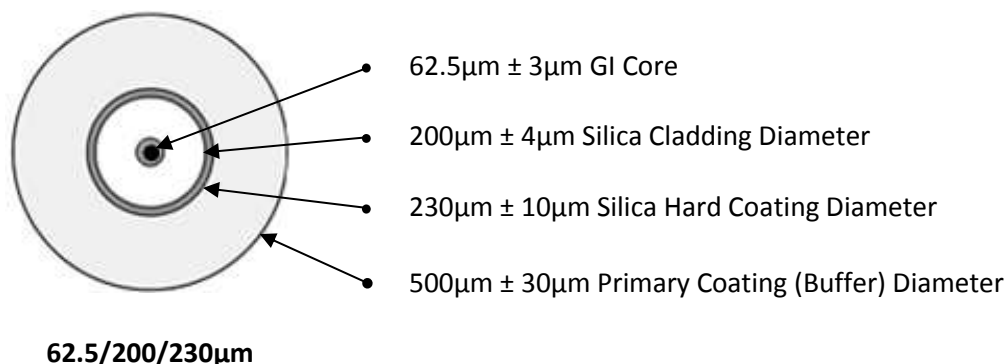 62.5µm ± 3µm GI Core
200µm ± 4µm Silica Cladding Diameter
230µm ± 10µm Silica Hard Coating Diameter
500µm ± 30µm Primary Coating (Buffer) Diameter
62.5/200/230µm